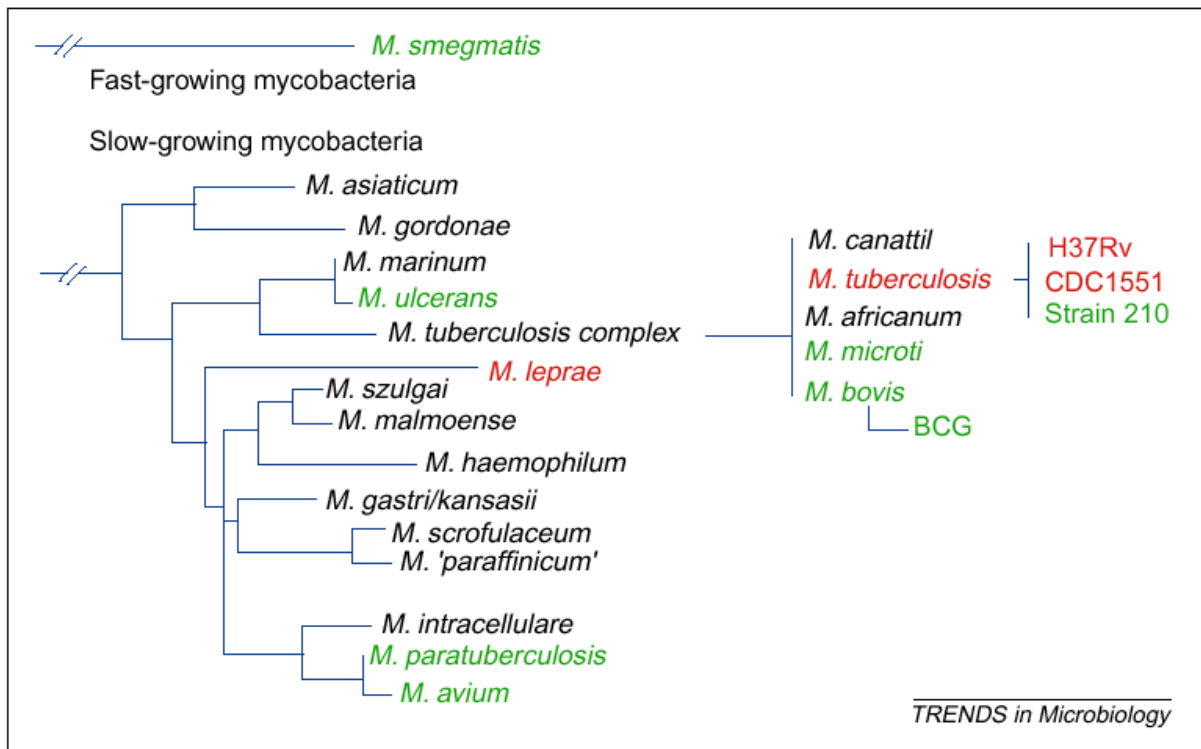 M. smegmatis
Fast-growing mycobacteria
Slow-growing mycobacteria
M. asiaticum
M. gordonae
M. marinum
M. ulcerans
M. tuberculosis complex
M. leprae
M. szulgai
M. malmoense
M. haemophilum
M. gastri/kansasii
M. scrofulaceum
M. 'paraffinicum'
M. intracellulare
M. paratuberculosis
M. avium
M. canattil
M. tuberculosis
M. africanum
M. microti
M. bovis
BCG
H37Rv
CDC1551
Strain 210
TRENDS in Microbiology